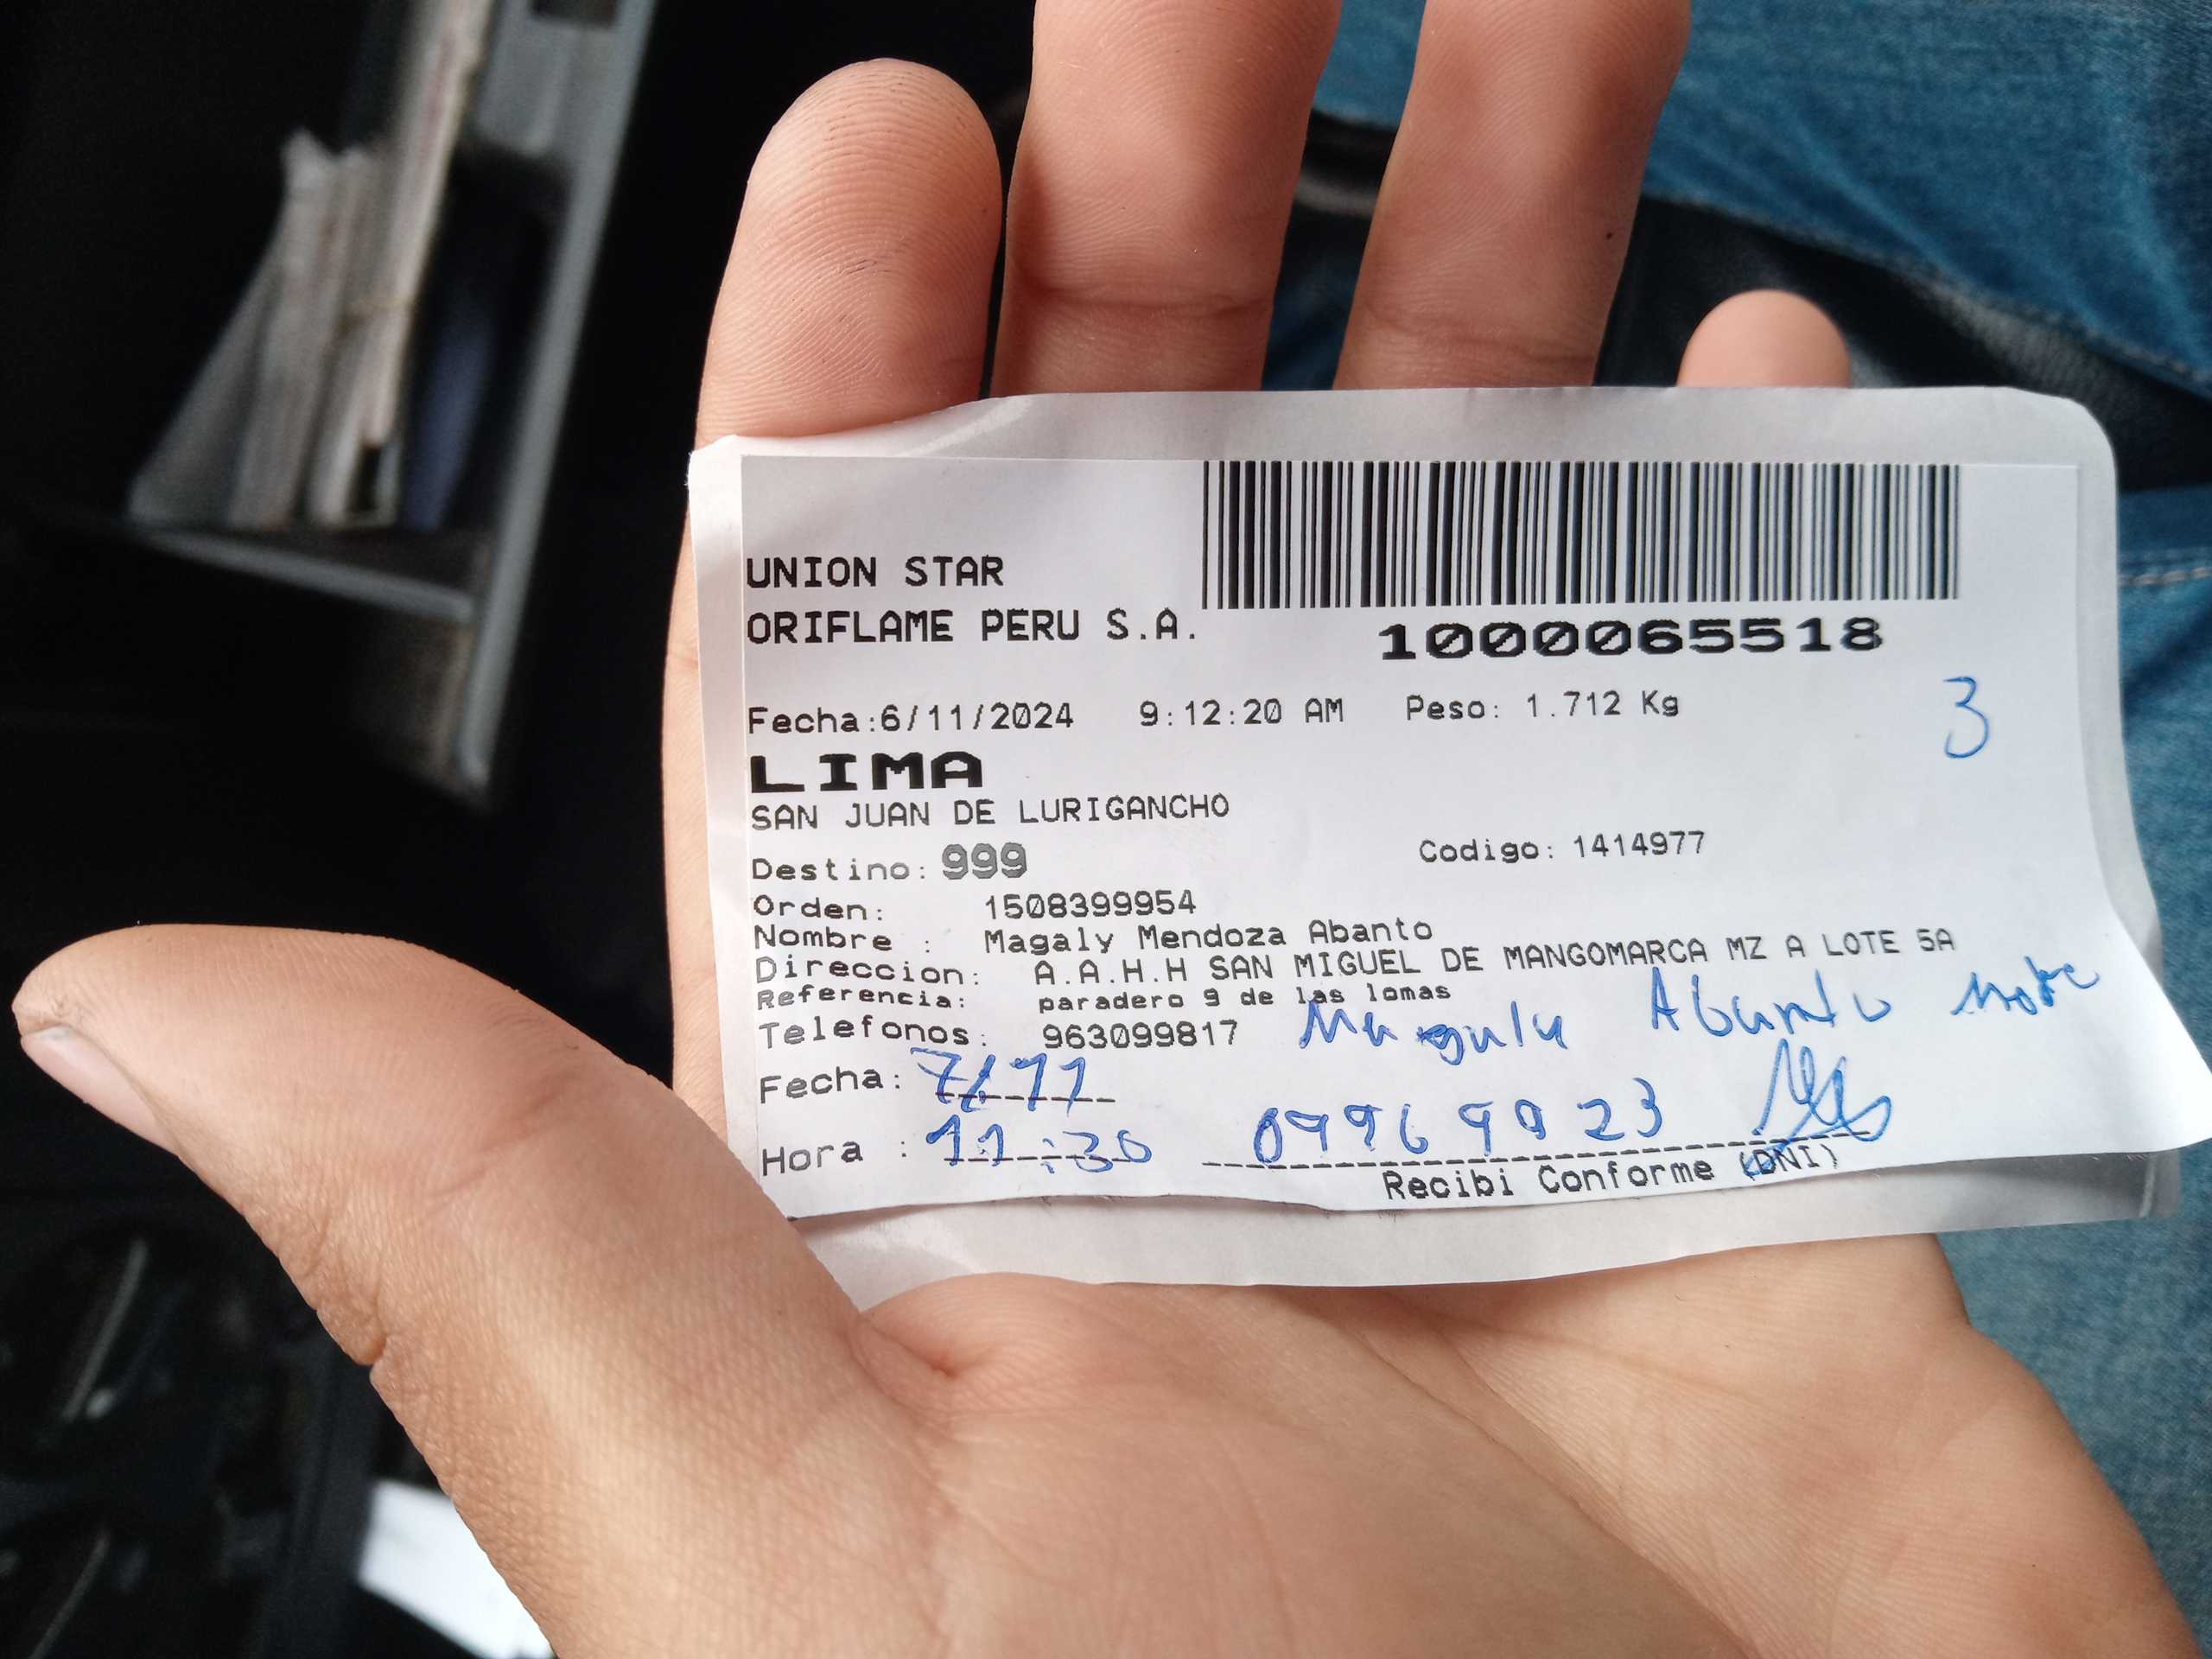 UNION STAR
ORIFLAME PERU S.A.
1000065518
Fecha:6/11/2024 9:12:20 AM Peso: 1.712 Kg
3
LIMA
SAN JUAN DE LURIGANCHO
Destino: 999 Codigo: 1414977
Orden: 1508399954
Nombre : Magaly Mendoza Abanto
Direccion: A.A.H.H SAN MIGUEL DE MANGOMARCA MZ A LOTE 5A
Referencia: paradero 9 de las lomas
Telefonos: 963099817 Abanto
Fecha: 7/11
Hora : 11:30
Recibi Conforme (DNI)